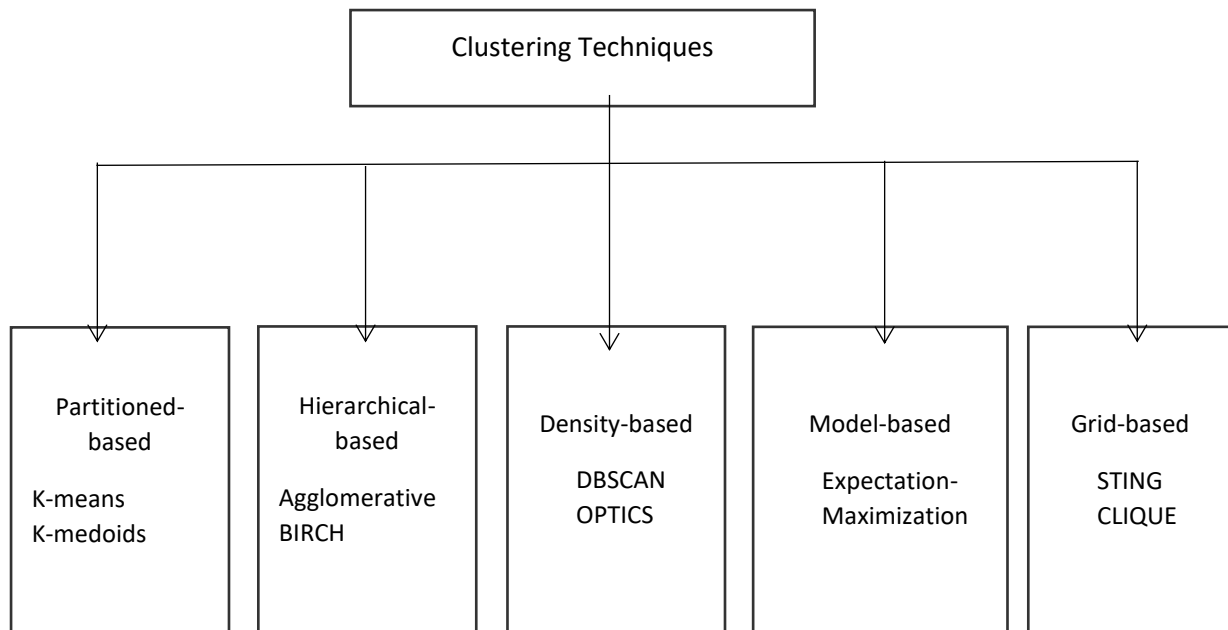 Clustering Techniques
Partitioned-
based
K-means
K-medoids
Hierarchical-
based
Agglomerative
BIRCH
Density-based
DBSCAN
OPTICS
Model-based
Expectation-
Maximization
Grid-based
STING
CLIQUE